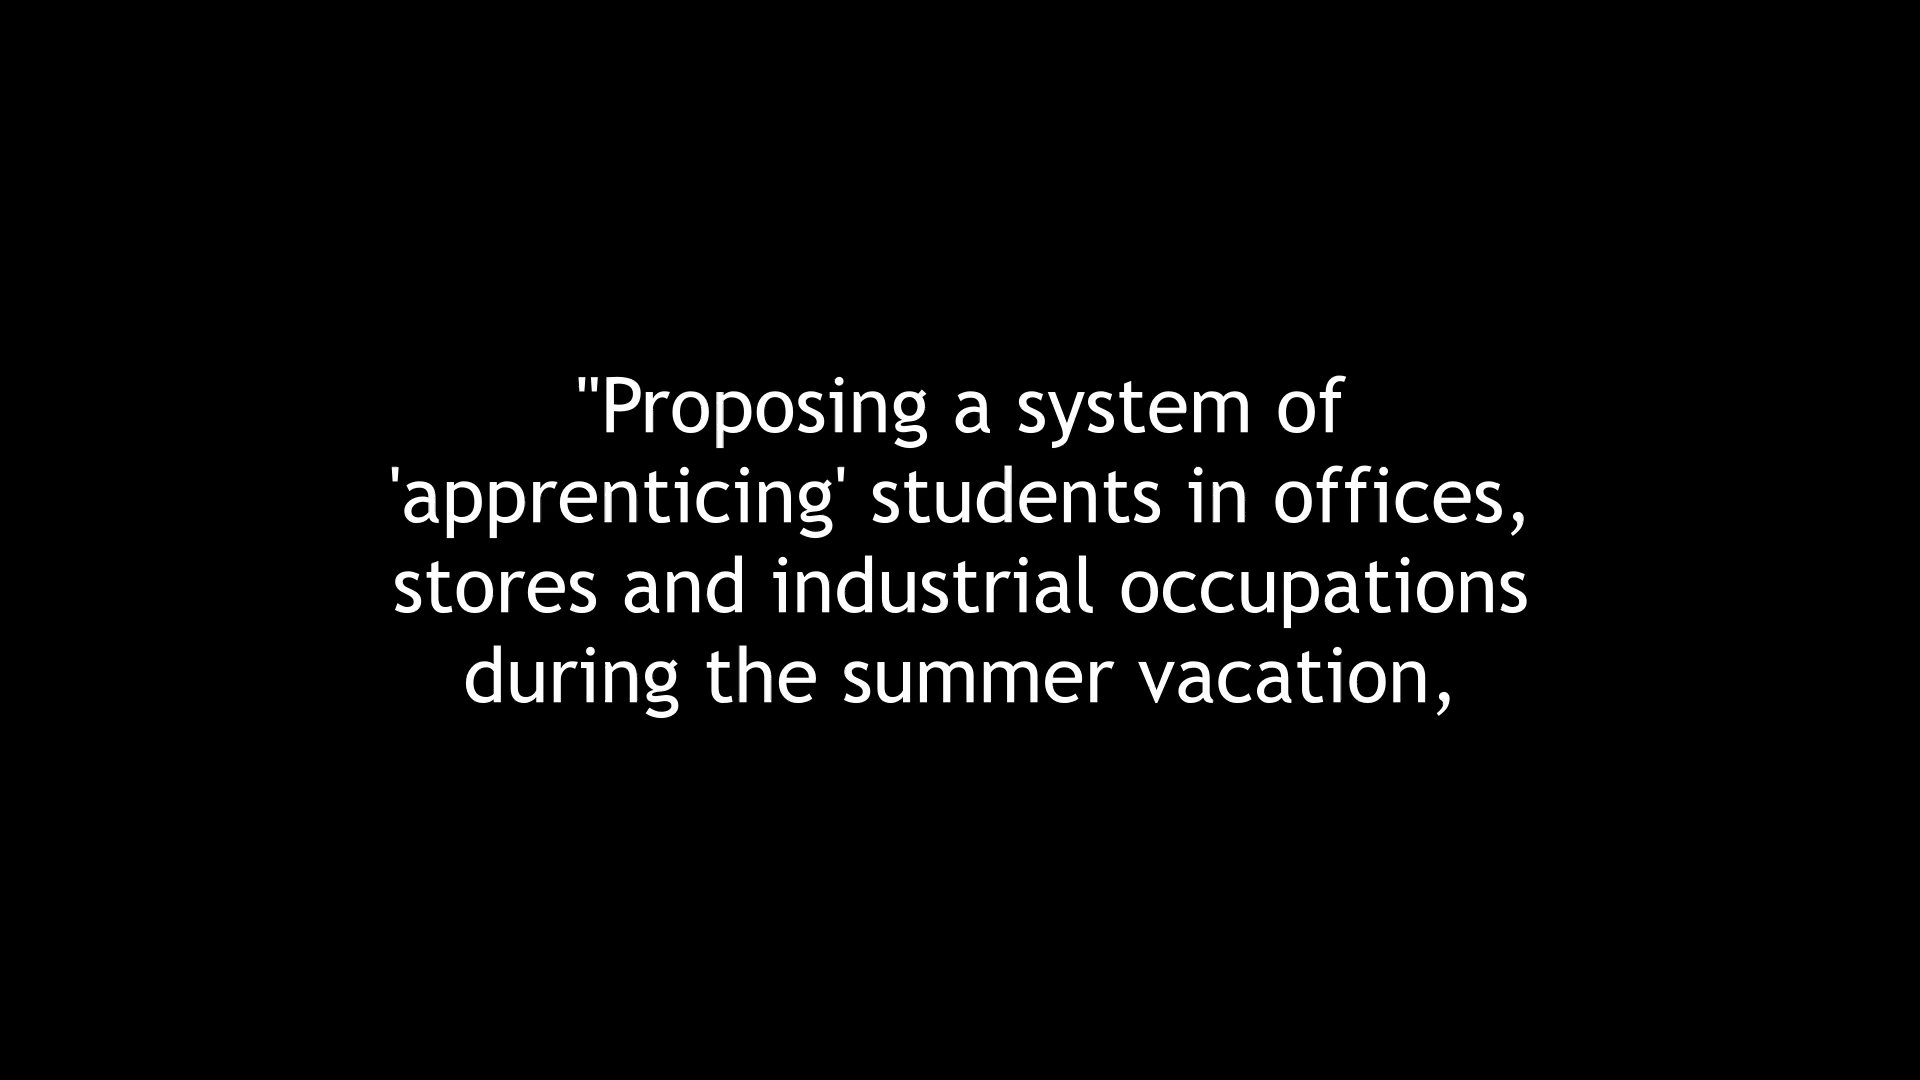 "Proposing a system of
'apprenticing' students in offices,
stores and industrial occupations
during the summer vacation,